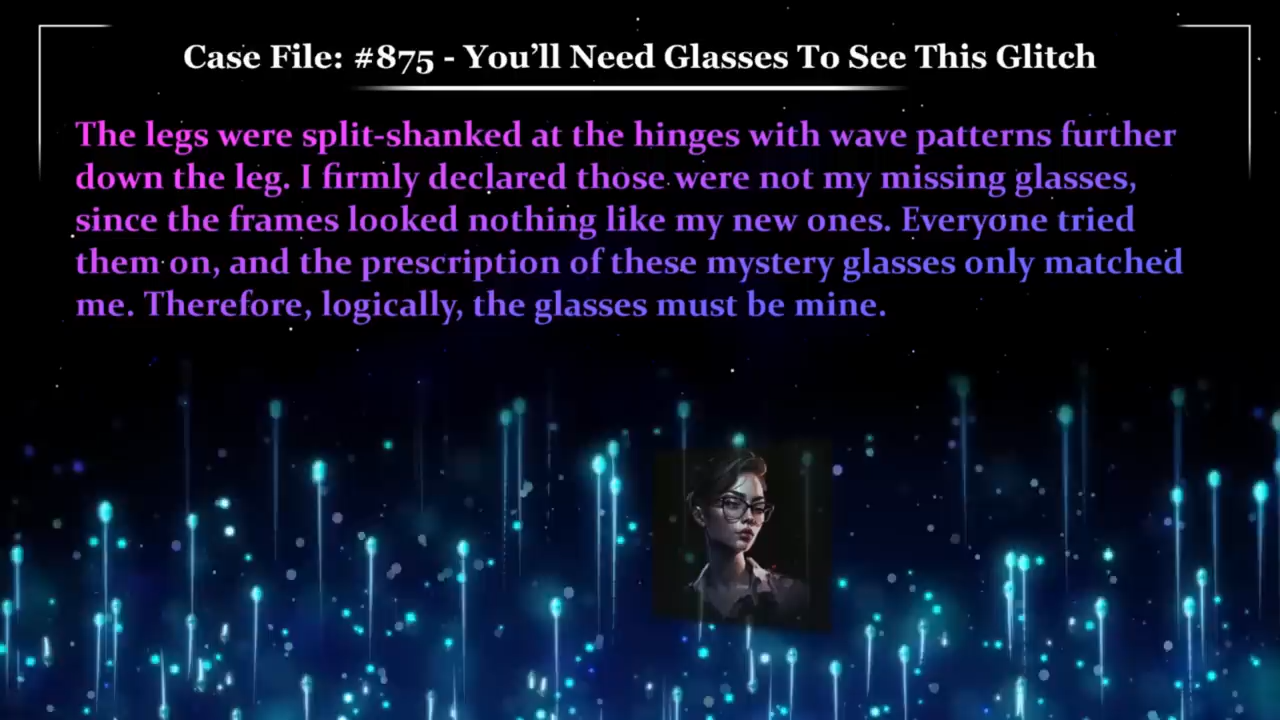 Case File: #875 - You’ll Need Glasses To See This Glitch
The legs were split-shanked at the hinges with wave patterns further
down the leg. I firmly declared those were not my missing glasses,
since the frames looked nothing like my new ones. Everyone tried
them on, and the prescription of these mystery glasses only matched
me. Therefore, logically, the glasses must be mine.